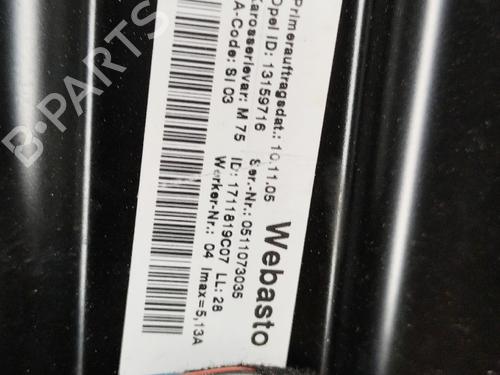 Primerauftragsdat.: 10.11.05
Opel ID: 13159716
Karosserievar: M 75
A-Code: SI 03
Webasto
Ser.-Nr.: 0511073035
ID: 1711819C07 LL: 28
Werker-Nr.: 04 Imax=5,13A
B-PARTS